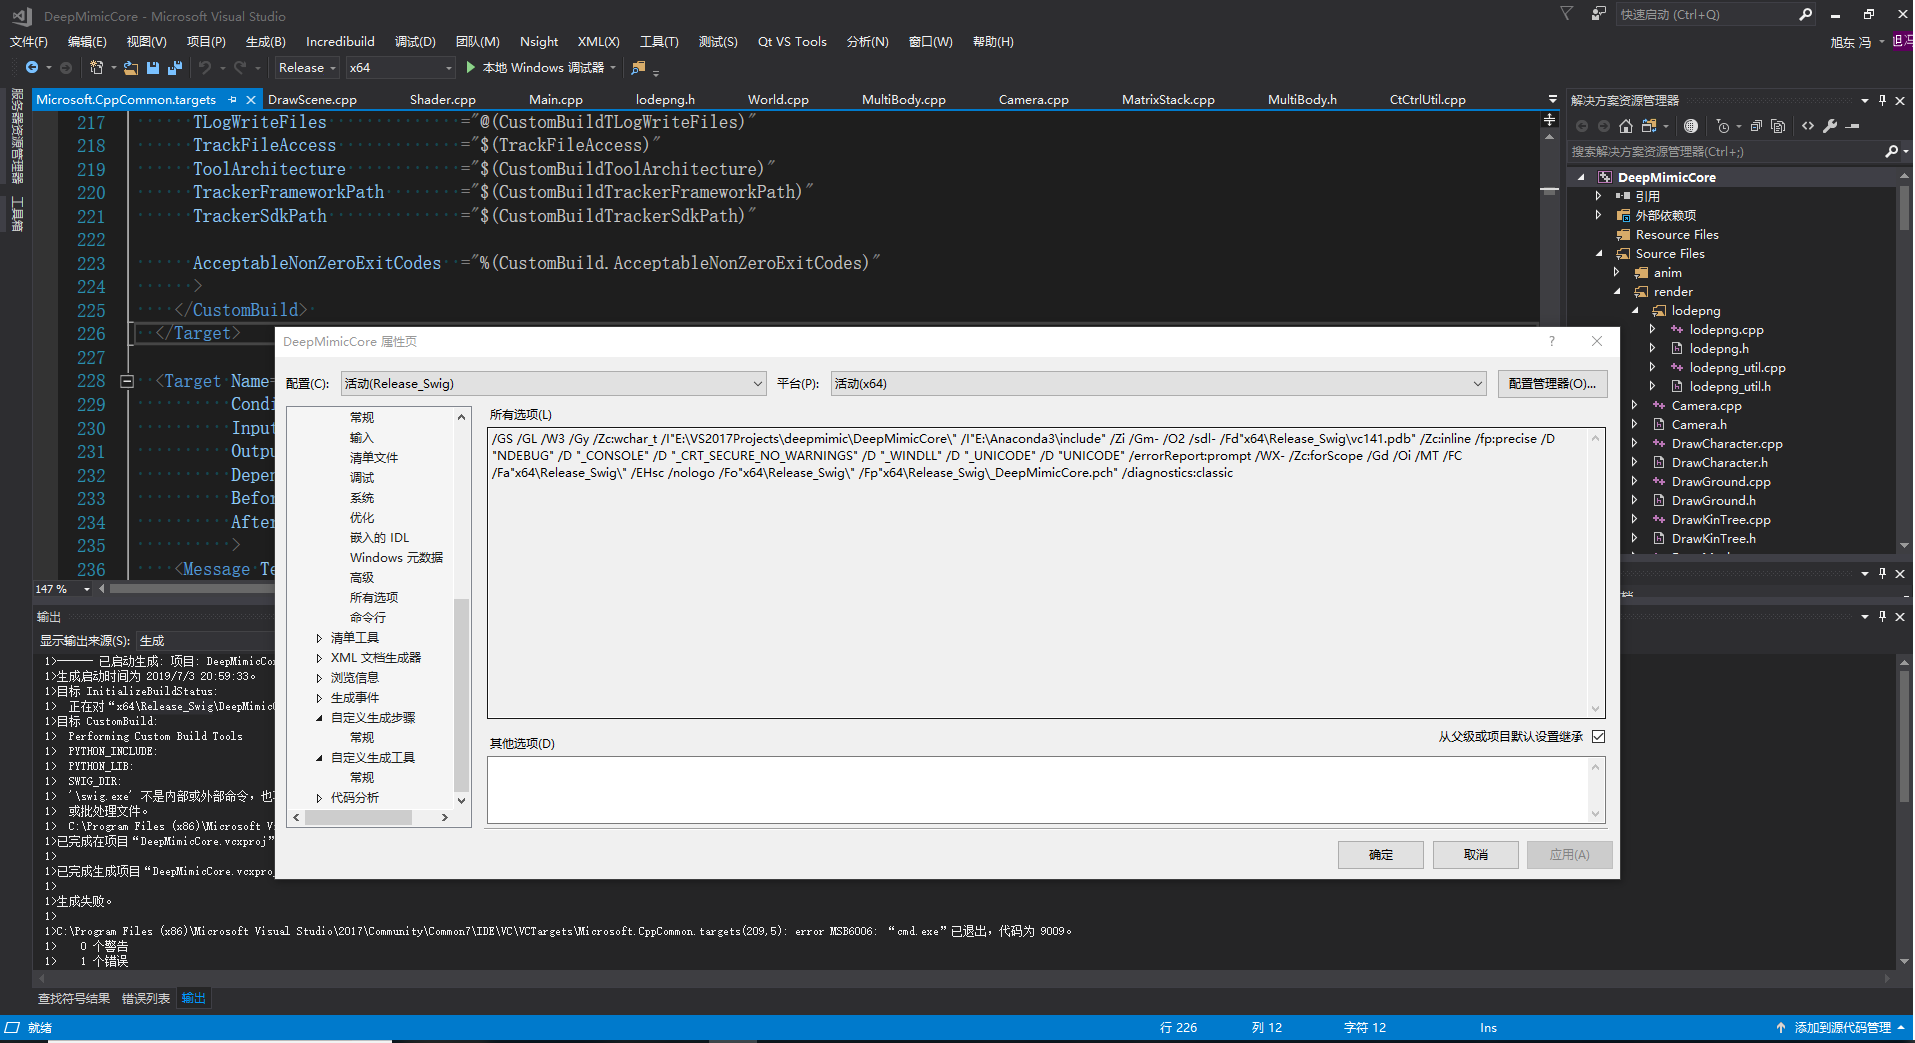 DeepMimicCore - Microsoft Visual Studio
快速启动 (Ctrl+Q)
文件(F) 编辑(E) 视图(V) 项目(P) 生成(B) Incredibuild 调试(D) 团队(M) Nsight XML(X) 工具(T) 测试(S) Qt VS Tools 分析(N) 窗口(W) 帮助(H)
旭东 冯
旭冯
Release x64 本地 Windows 调试器
服务器资源管理器
工具箱
Microsoft.CppCommon.targets DrawScene.cpp Shader.cpp Main.cpp lodepng.h World.cpp MultiBody.cpp Camera.cpp MatrixStack.cpp MultiBody.h CtCtrlUtil.cpp
217 TLogWriteFiles ="@(CustomBuildTLogWriteFiles)"
218 TrackFileAccess ="$(TrackFileAccess)"
219 ToolArchitecture ="$(CustomBuildToolArchitecture)"
220 TrackerFrameworkPath ="$(CustomBuildTrackerFrameworkPath)"
221 TrackerSdkPath ="$(CustomBuildTrackerSdkPath)"
222
223 AcceptableNonZeroExitCodes ="%(CustomBuild.AcceptableNonZeroExitCodes)"
224 >
225 </CustomBuild>
226 </Target>
227
228 <Target Name=
229 Condi
230 Input
231 Outpu
232 Depen
233 Befor
234 After
235 >
236 <Message Te
147 %
解决方案资源管理器
搜索解决方案资源管理器(Ctrl+;)
DeepMimicCore
引用
外部依赖项
Resource Files
Source Files
anim
render
lodepng
lodepng.cpp
lodepng.h
lodepng_util.cpp
lodepng_util.h
Camera.cpp
Camera.h
DrawCharacter.cpp
DrawCharacter.h
DrawGround.cpp
DrawGround.h
DrawKinTree.cpp
DrawKinTree.h
DeepMimicCore 属性页
?
配置(C): 活动(Release_Swig) 平台(P): 活动(x64) 配置管理器(O)...
常规
输入
清单文件
调试
系统
优化
嵌入的 IDL
Windows 元数据
高级
所有选项
命令行
清单工具
XML 文档生成器
浏览信息
生成事件
自定义生成步骤
常规
自定义生成工具
常规
代码分析
所有选项(L)
/GS /GL /W3 /Gy /Zc:wchar_t /I"E:\VS2017Projects\deepmimic\DeepMimicCore\" /I"E:\Anaconda3\include" /Zi /Gm- /O2 /sdl- /Fd"x64\Release_Swig\vc141.pdb" /Zc:inline /fp:precise /D
"NDEBUG" /D "_CONSOLE" /D "_CRT_SECURE_NO_WARNINGS" /D "_WINDLL" /D "_UNICODE" /D "UNICODE" /errorReport:prompt /WX- /Zc:forScope /Gd /Oi /MT /FC
/Fa"x64\Release_Swig\" /EHsc /nologo /Fo"x64\Release_Swig\" /Fp"x64\Release_Swig\_DeepMimicCore.pch" /diagnostics:classic
其他选项(D)
从父级或项目默认设置继承
确定 取消 应用(A)
输出
显示输出来源(S): 生成
1>------ 已启动生成: 项目: DeepMimicCor
1>生成启动时间为 2019/7/3 20:59:33。
1>目标 InitializeBuildStatus:
1> 正在对“x64\Release_Swig\DeepMimicC
1>目标 CustomBuild:
1> Performing Custom Build Tools
1> PYTHON_INCLUDE:
1> PYTHON_LIB:
1> SWIG_DIR:
1> '\swig.exe' 不是内部或外部命令，也
1> 或批处理文件。
1> C:\Program Files (x86)\Microsoft Vi
1>已完成在项目“DeepMimicCore.vcxproj”
1>
1>已完成生成项目“DeepMimicCore.vcxproj
1>
1>生成失败。
1>
1>C:\Program Files (x86)\Microsoft Visual Studio\2017\Community\Common7\IDE\VC\VCTargets\Microsoft.CppCommon.targets(209,5): error MSB6006: “cmd.exe”已退出，代码为 9009。
1> 0 个警告
1> 1 个错误
查找符号结果 错误列表 输出
就绪 行 226 列 12 字符 12 Ins 添加到源代码管理